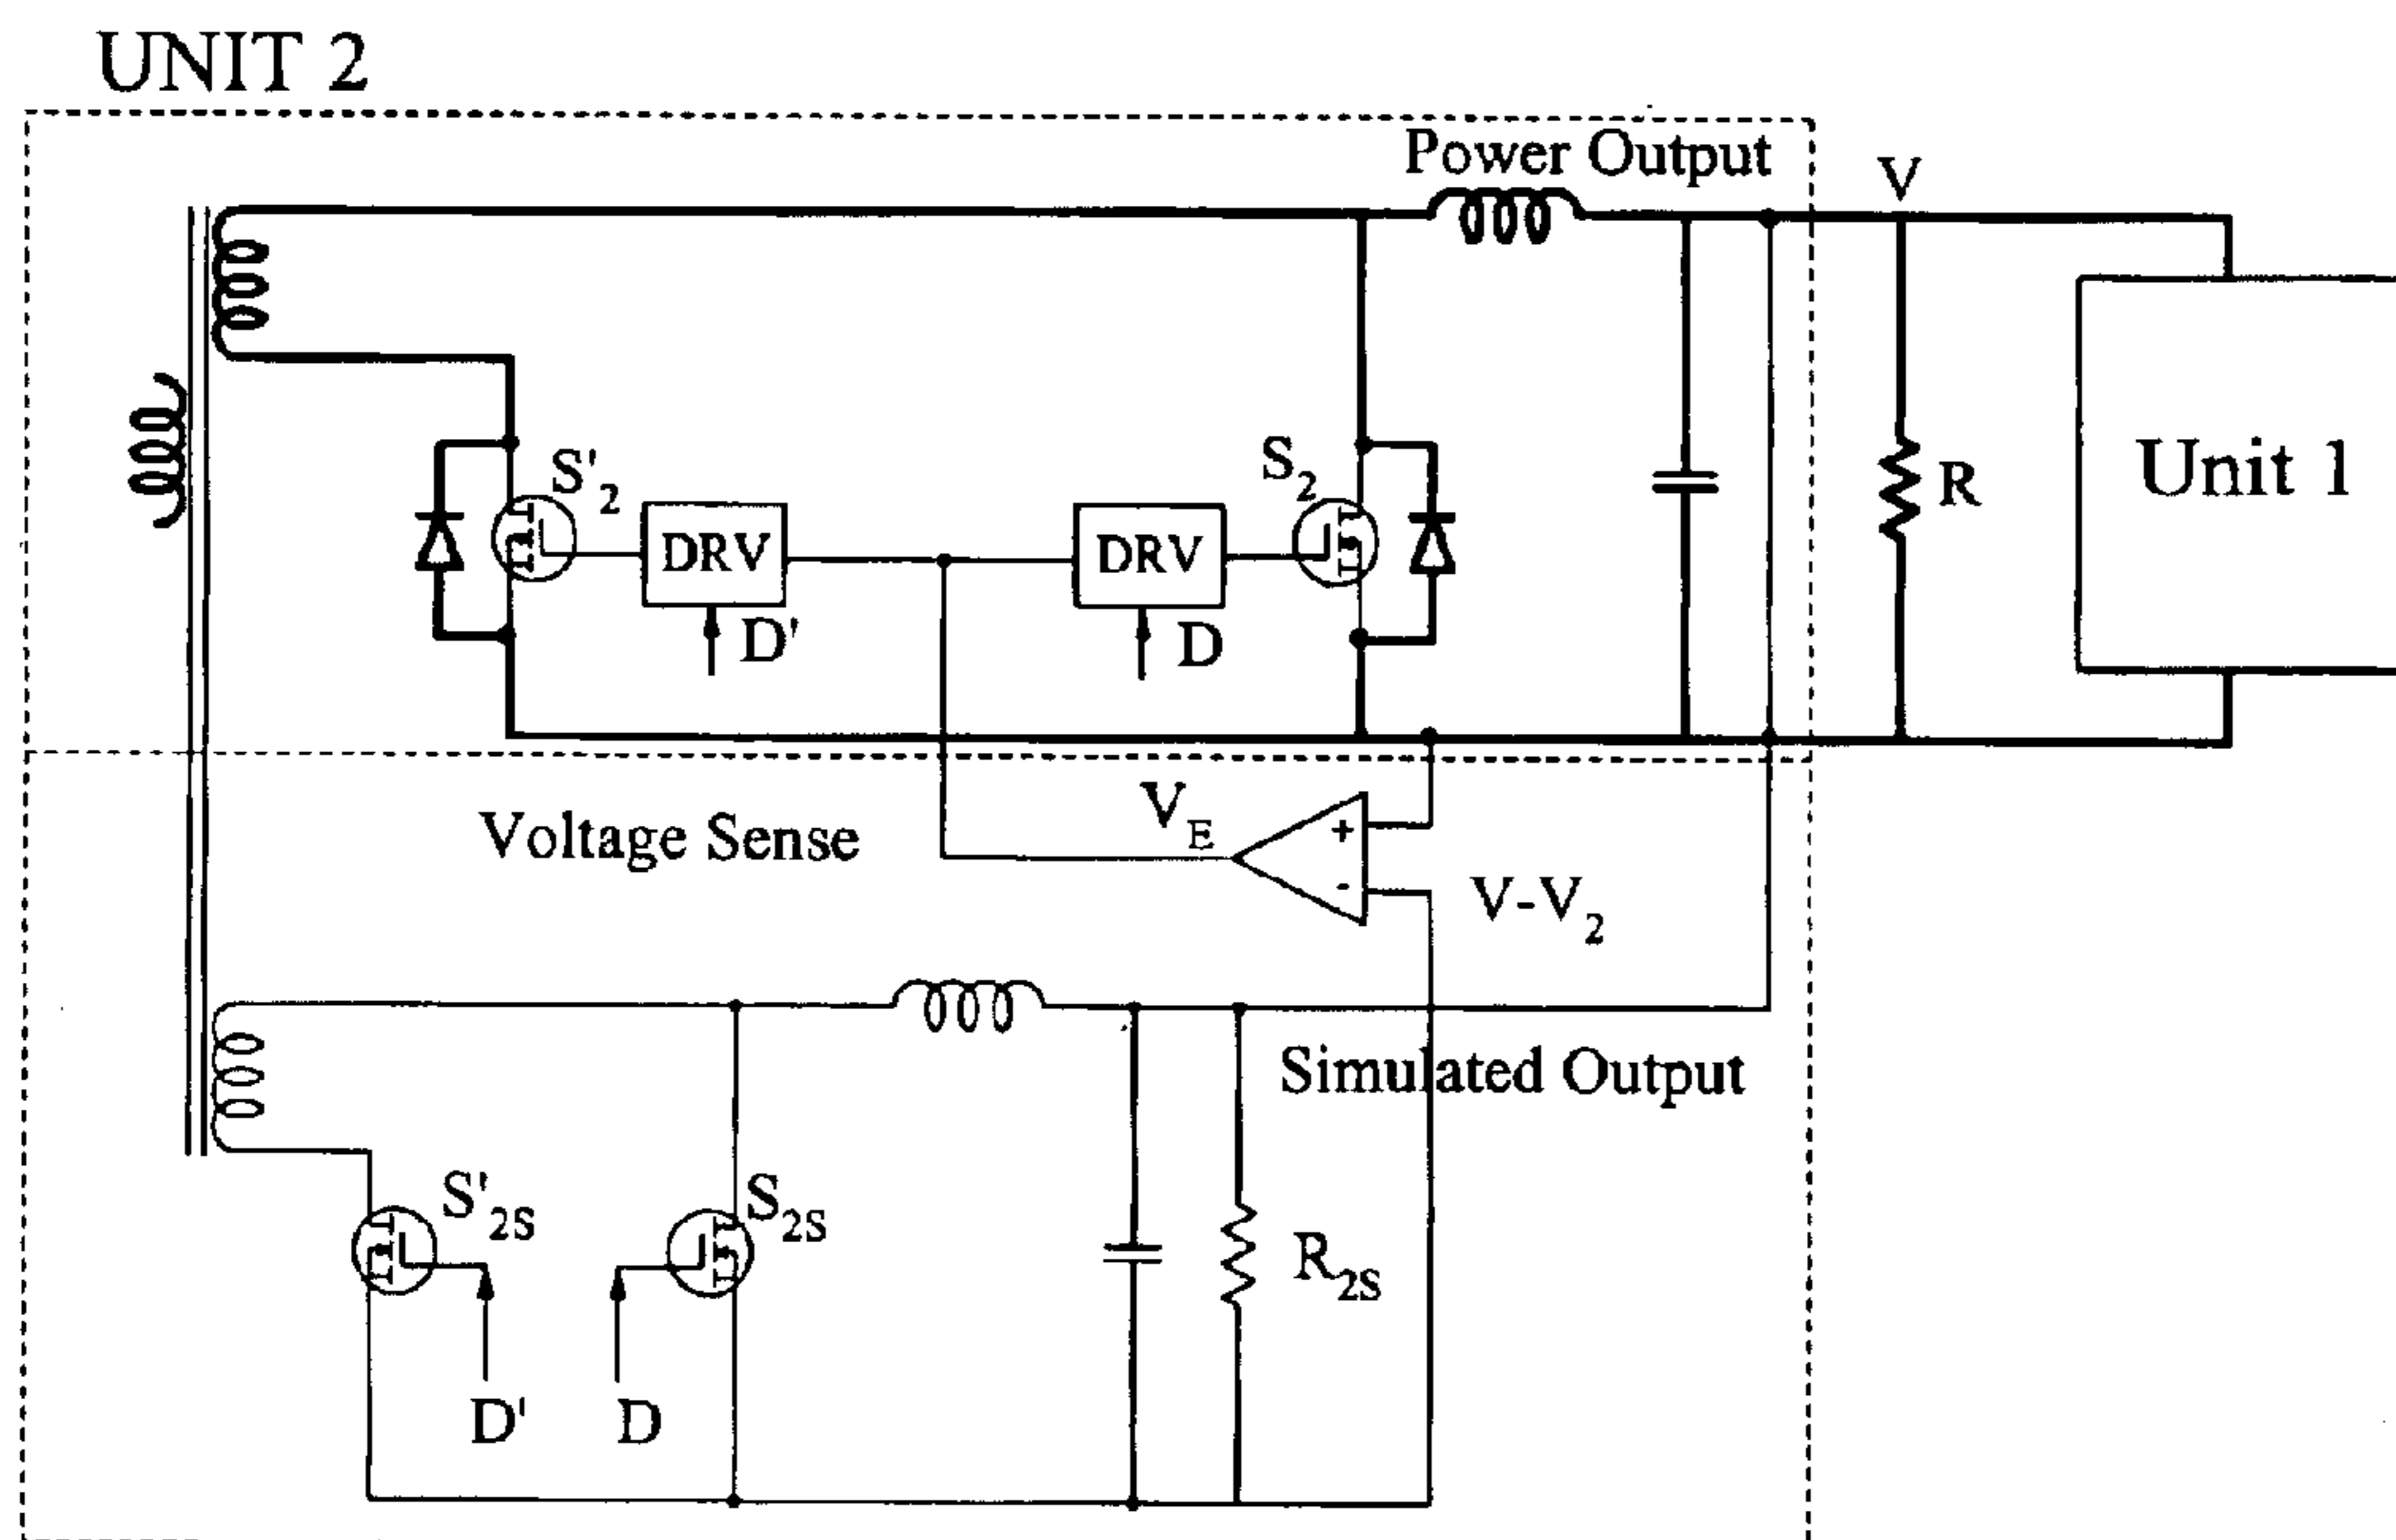 UNIT 2
Power Output
V
S'2
S2
DRV
DRV
D'
D
R
Unit 1
Voltage Sense
VE
+
-
V-V2
Simulated Output
S'2S
S2S
R2S
D'
D